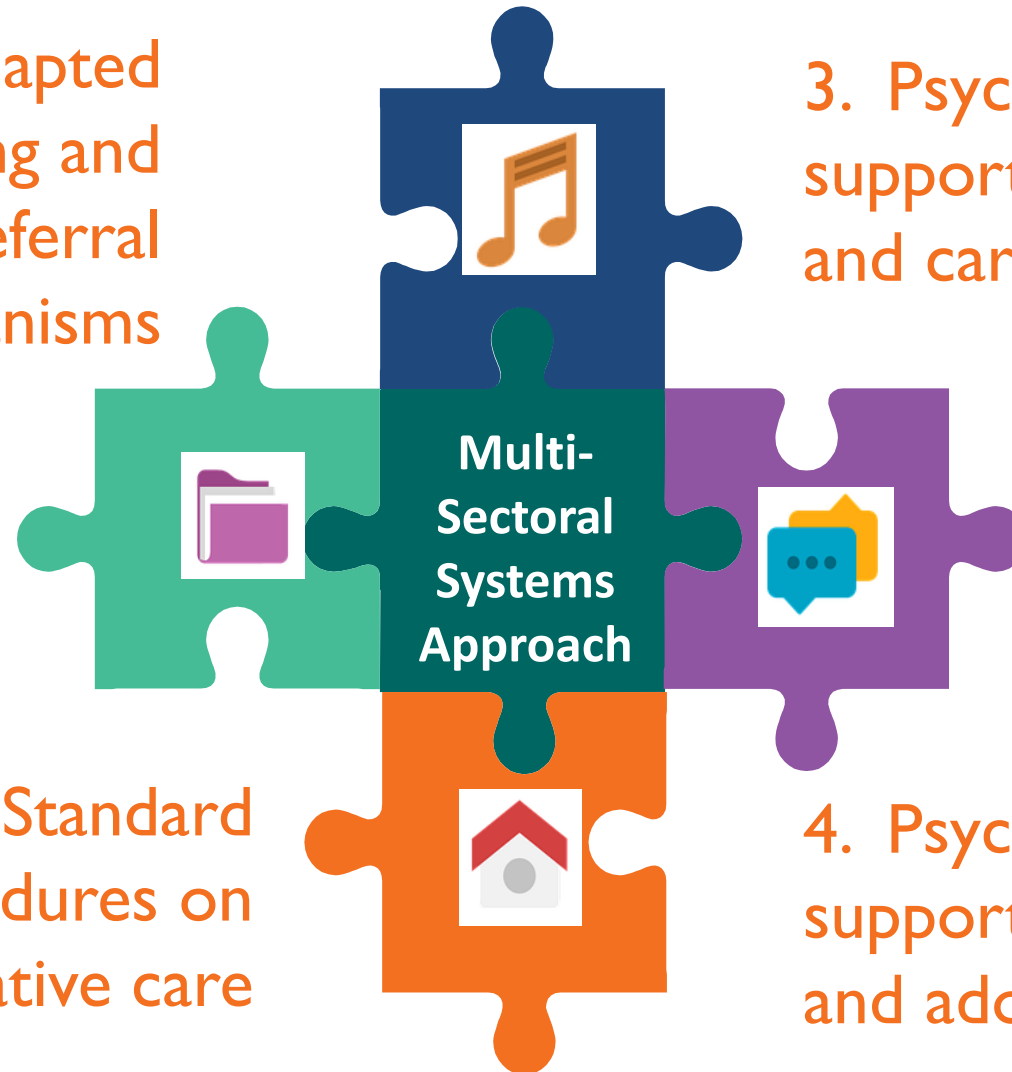 apted
ng and
eferral
nisms
3. Psyc
support
and car
Multi-
Sectoral
Systems
Approach
Standard
dures on
ative care
4. Psyc
support
and ado